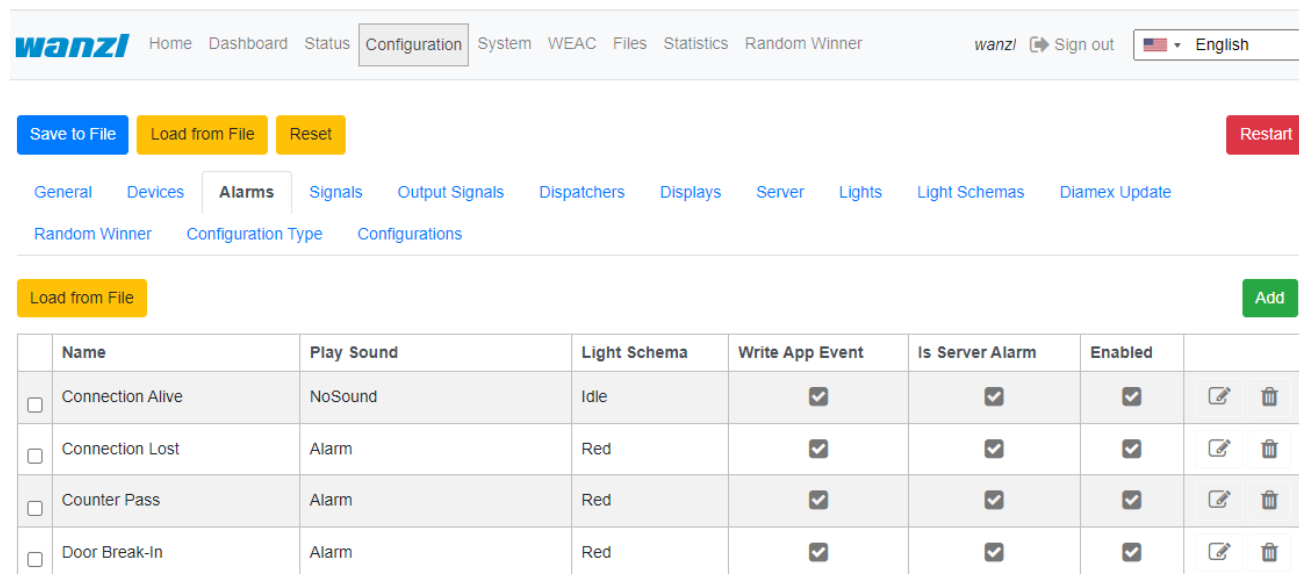 wanzl Home Dashboard Status Configuration System WEAC Files Statistics Random Winner wanzl Sign out English
Save to File Load from File Reset Restart
General Devices Alarms Signals Output Signals Dispatchers Displays Server Lights Light Schemas Diamex Update
Random Winner Configuration Type Configurations
Load from File Add
Name Play Sound Light Schema Write App Event Is Server Alarm Enabled
Connection Alive NoSound Idle
Connection Lost Alarm Red
Counter Pass Alarm Red
Door Break-In Alarm Red